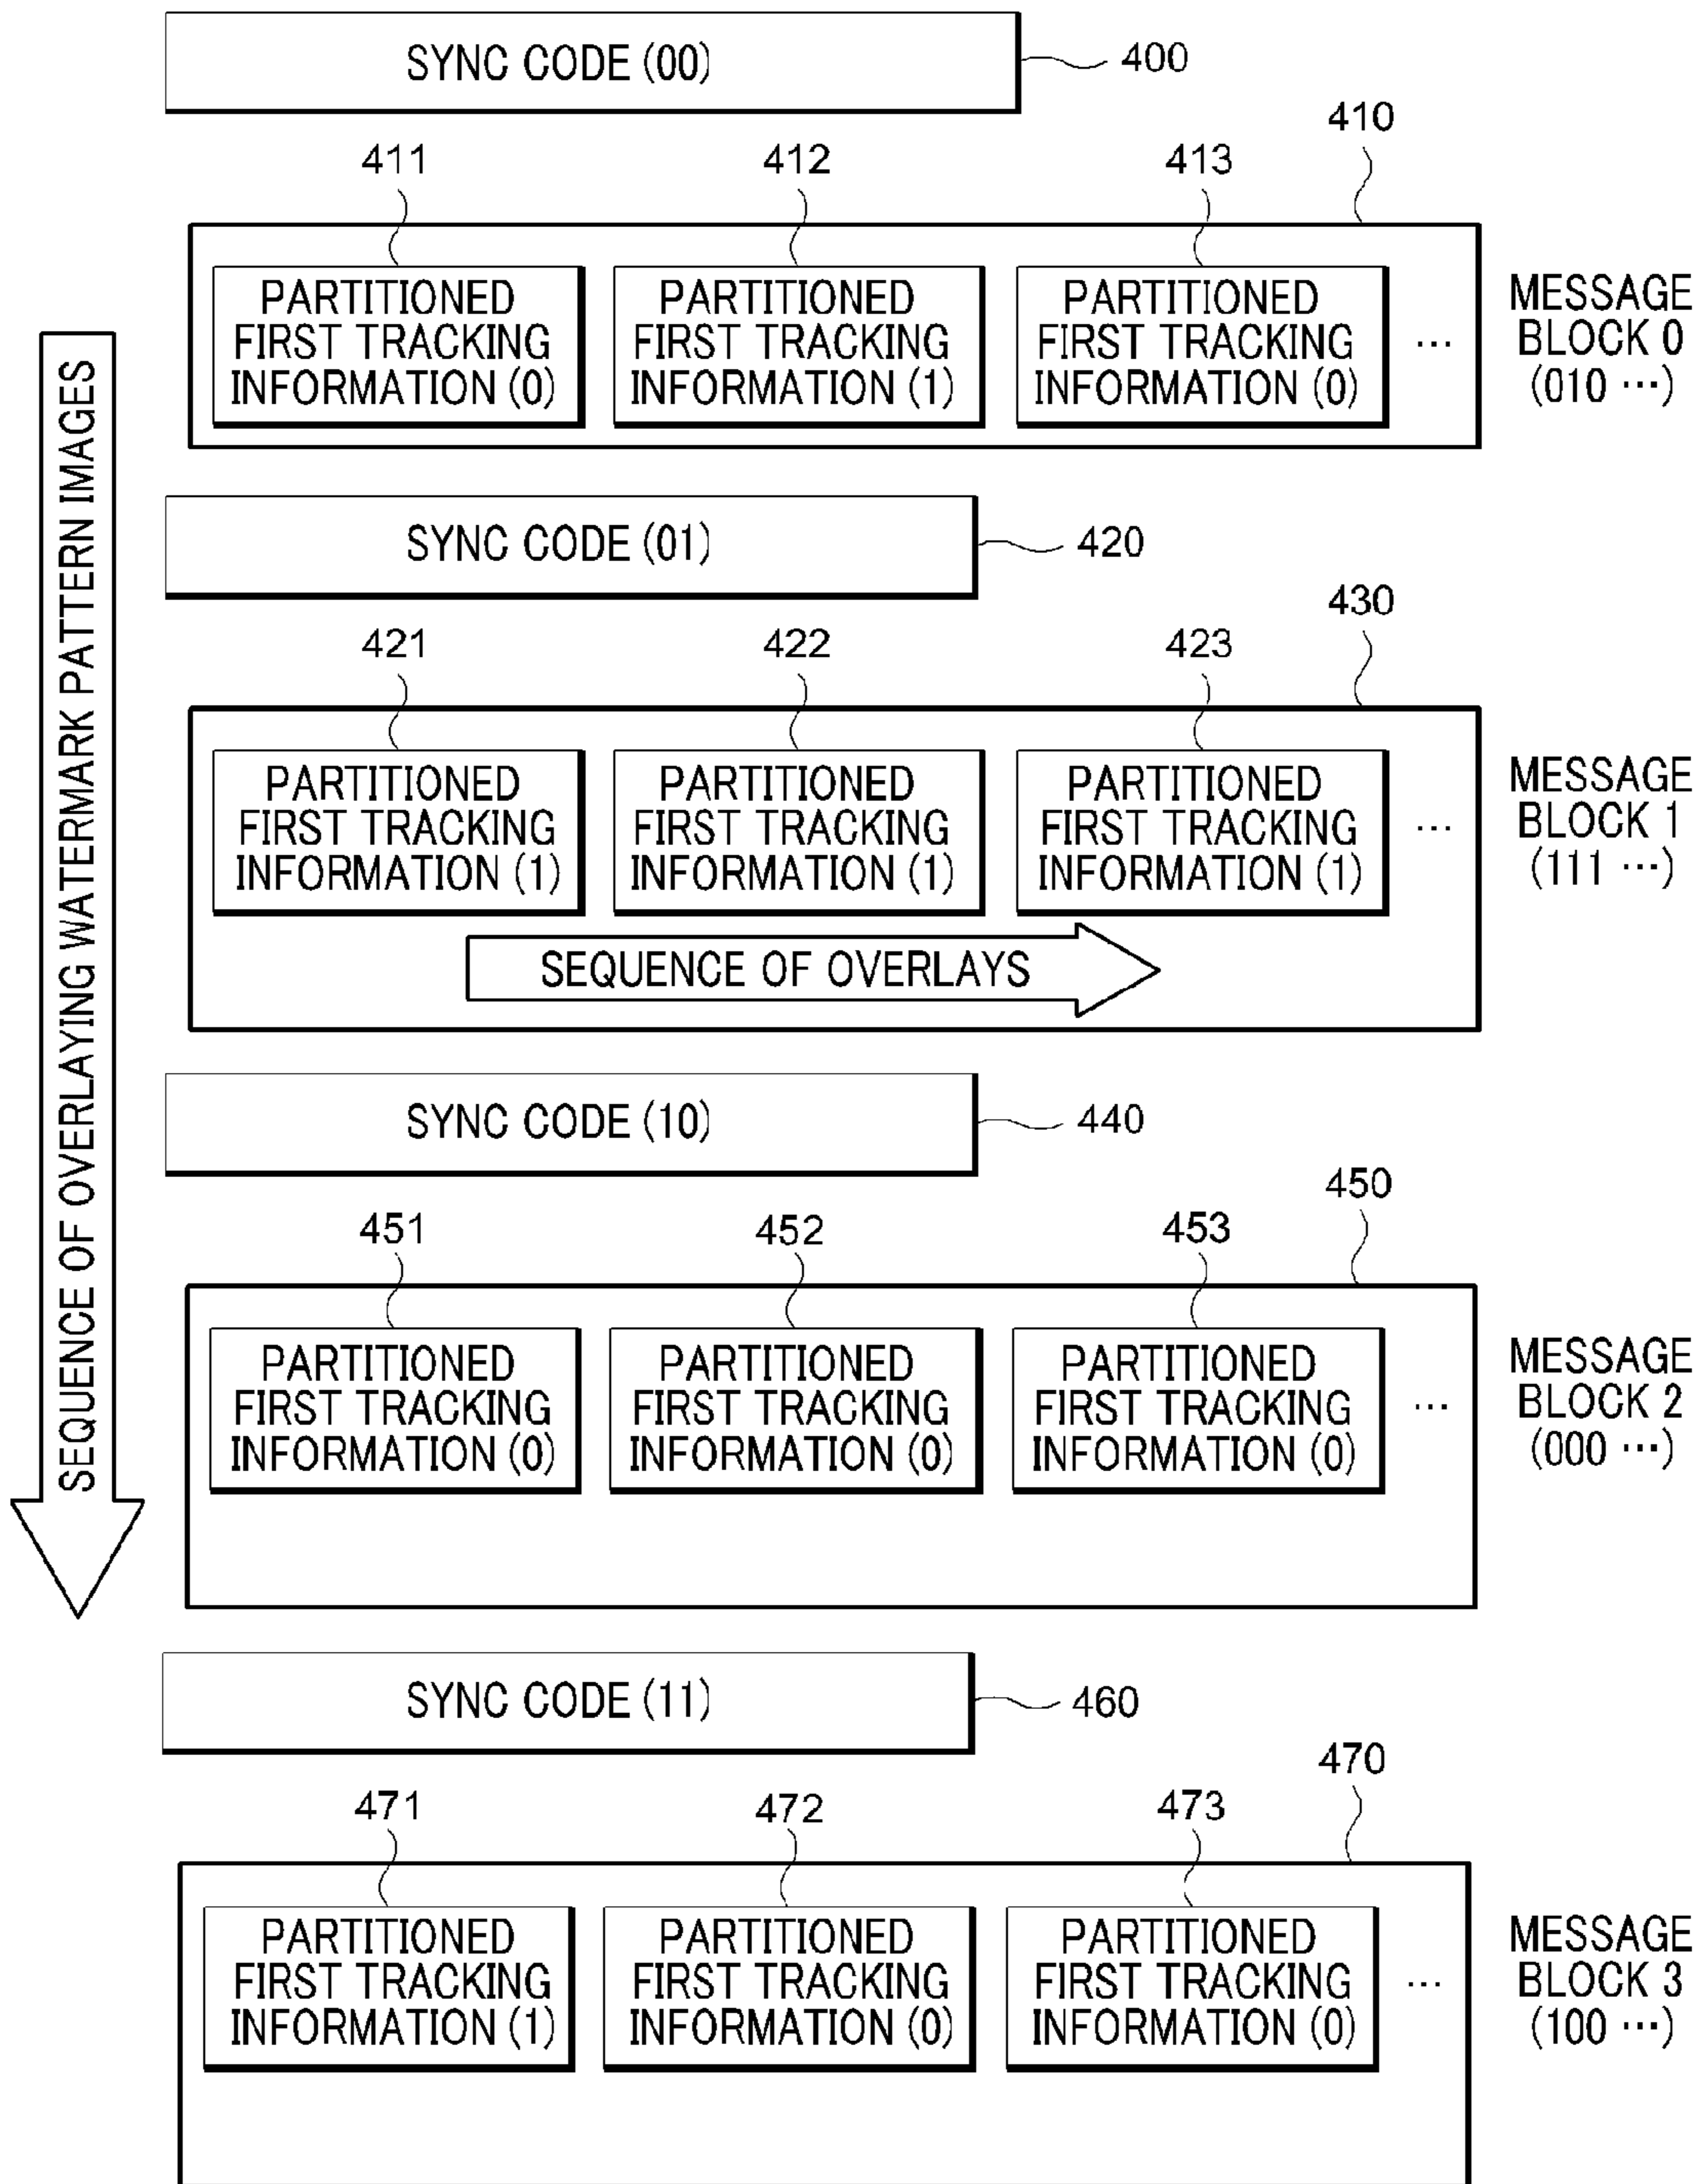 SYNC CODE (00)
400
410
411
412
413
PARTITIONED
FIRST TRACKING
INFORMATION (0)
PARTITIONED
FIRST TRACKING
INFORMATION (1)
PARTITIONED
FIRST TRACKING
INFORMATION (0)
...
MESSAGE
BLOCK 0
(010 ...)
SEQUENCE OF OVERLAYING WATERMARK PATTERN IMAGES
SYNC CODE (01)
420
430
421
422
423
PARTITIONED
FIRST TRACKING
INFORMATION (1)
PARTITIONED
FIRST TRACKING
INFORMATION (1)
PARTITIONED
FIRST TRACKING
INFORMATION (1)
...
MESSAGE
BLOCK 1
(111 ...)
SEQUENCE OF OVERLAYS
SYNC CODE (10)
440
450
451
452
453
PARTITIONED
FIRST TRACKING
INFORMATION (0)
PARTITIONED
FIRST TRACKING
INFORMATION (0)
PARTITIONED
FIRST TRACKING
INFORMATION (0)
...
MESSAGE
BLOCK 2
(000 ...)
SYNC CODE (11)
460
470
471
472
473
PARTITIONED
FIRST TRACKING
INFORMATION (1)
PARTITIONED
FIRST TRACKING
INFORMATION (0)
PARTITIONED
FIRST TRACKING
INFORMATION (0)
...
MESSAGE
BLOCK 3
(100 ...)